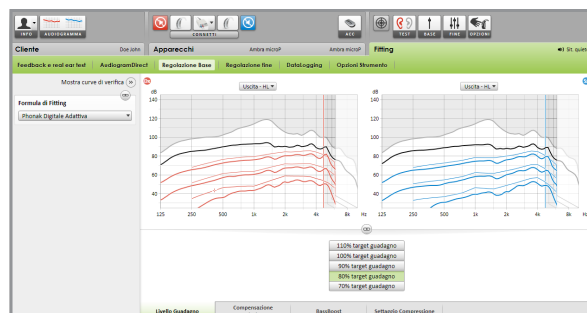 INFO
AUDIOGRAMMA
CONNETTI
ACC
TEST
BASE
FINE
OPZIONI
Cliente
Doe John
Apparecchi
Ambra microP
Ambra microP
Fitting
Sit. quiete
Feedback e real ear test
AudiogramDirect
Regolazione Base
Regolazione fine
DataLogging
Opzioni Strumento
Mostra curve di verifica
Formula di Fitting
Phonak Digitale Adattiva
Uscita - HL
dB
140
120
100
80
60
40
125
250
500
1k
2k
4k
8k
Hz
Uscita - HL
dB
140
120
100
80
60
40
125
250
500
1k
2k
4k
8k
Hz
110% target guadagno
100% target guadagno
90% target guadagno
80% target guadagno
70% target guadagno
Livello Guadagno
Compensazione
BassBoost
Settaggio Compressione